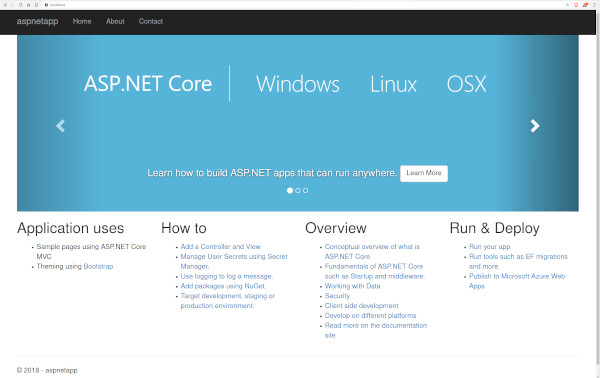 aspnetapp Home About Contact
ASP.NET Core Windows Linux OSX
Learn how to build ASP.NET apps that can run anywhere. Learn More
Application uses
Sample pages using ASP.NET Core
MVC
Theming using Bootstrap
How to
Add a Controller and View
Manage User Secrets using Secret
Manager.
Use logging to log a message.
Add packages using NuGet.
Target development, staging or
production environment.
Overview
Conceptual overview of what is
ASP.NET Core
Fundamentals of ASP.NET Core
such as Startup and middleware.
Working with Data
Security
Client side development
Develop on different platforms
Read more on the documentation
site
Run & Deploy
Run your app
Run tools such as EF migrations
and more
Publish to Microsoft Azure Web
Apps
© 2018 - aspnetapp